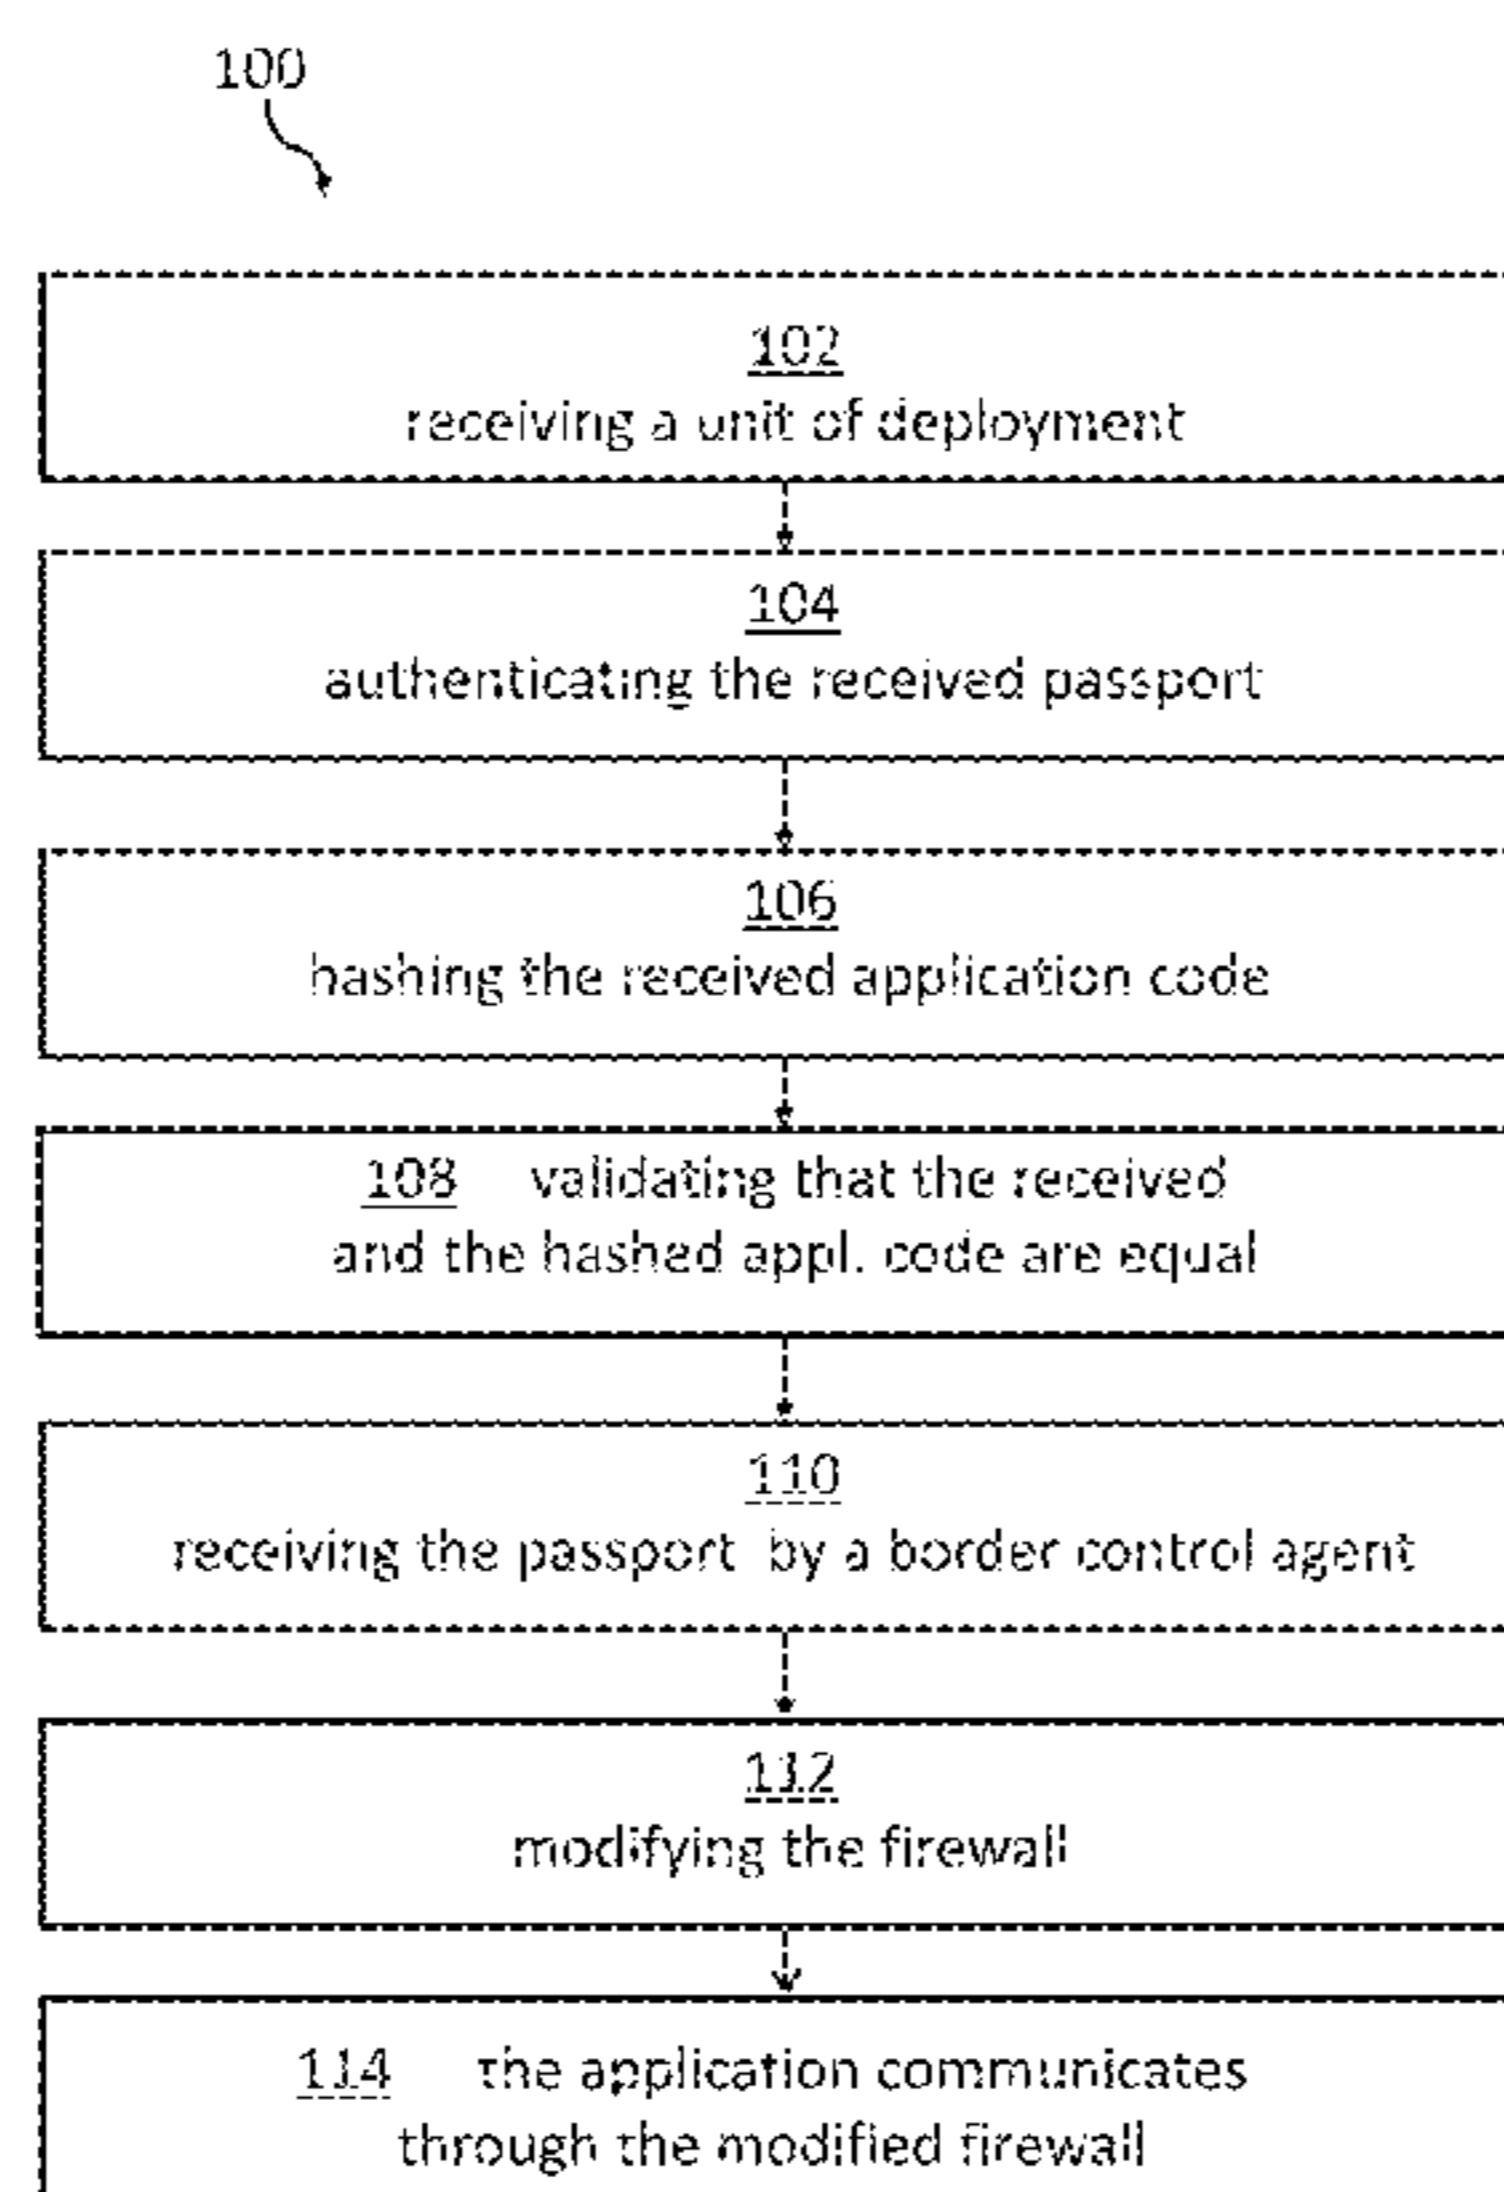 100
102
receiving a unit of deployment
104
authenticating the received passport
106
hashing the received application code
108 validating that the received
and the hashed appl. code are equal
110
receiving the passport by a border control agent
112
modifying the firewall
114 the application communicates
through the modified firewall